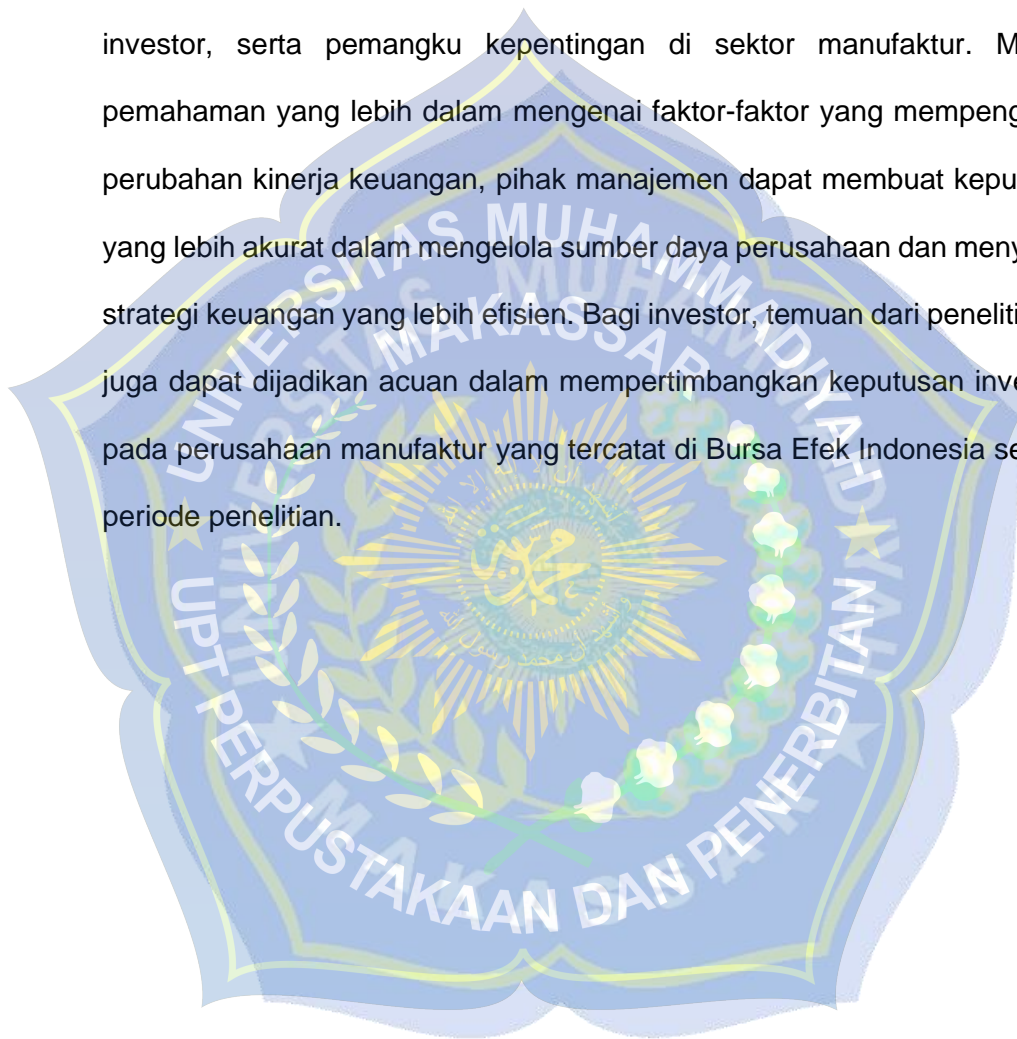 investor, serta pemangku kepentingan di sektor manufaktur. M
pemahaman yang lebih dalam mengenai faktor-faktor yang mempeng
perubahan kinerja keuangan, pihak manajemen dapat membuat kepu
yang lebih akurat dalam mengelola sumber daya perusahaan dan meny
strategi keuangan yang lebih efisien. Bagi investor, temuan dari peneliti
juga dapat dijadikan acuan dalam mempertimbangkan keputusan inve
pada perusahaan manufaktur yang tercatat di Bursa Efek Indonesia se
periode penelitian.
UNIVERSITAS MUHAMMADIYAH
MAKASSAR
UPT PERPUSTAKAAN DAN PENERBITAN